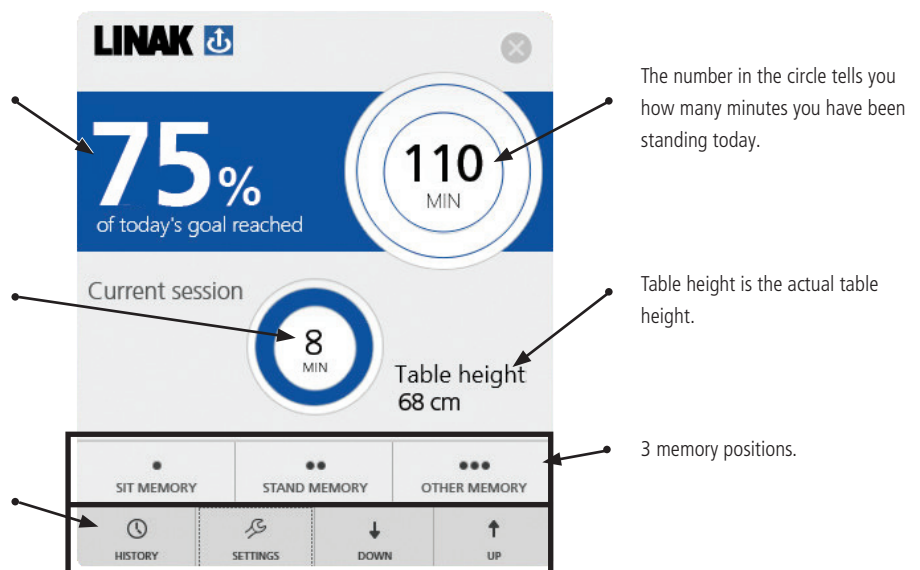 LINAK
75%
of today's goal reached
110
MIN
The number in the circle tells you
how many minutes you have been
standing today.
Current session
8
MIN
Table height
68 cm
Table height is the actual table
height.
SIT MEMORY
STAND MEMORY
OTHER MEMORY
3 memory positions.
HISTORY
SETTINGS
DOWN
UP